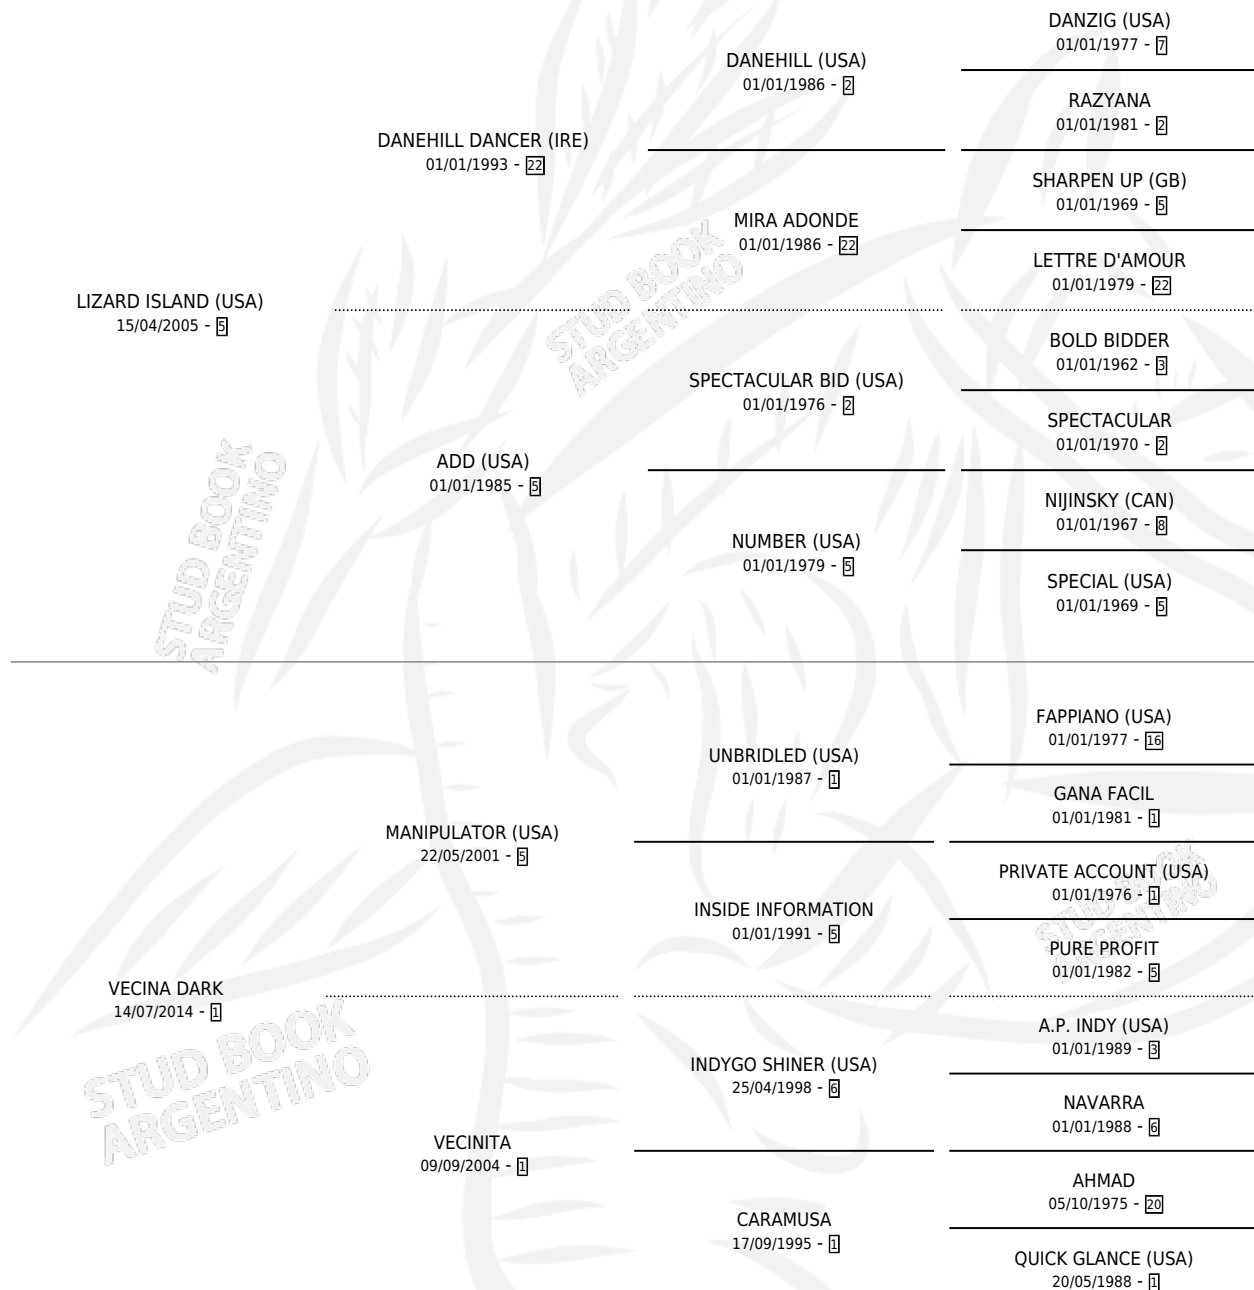 DANZIG (USA)
01/01/1977 - 7
DANEHILL (USA)
01/01/1986 - 2
RAZYANA
01/01/1981 - 2
DANEHILL DANCER (IRE)
01/01/1993 - 22
SHARPEN UP (GB)
01/01/1969 - 5
MIRA ADONDE
01/01/1986 - 22
LETTRE D'AMOUR
01/01/1979 - 22
LIZARD ISLAND (USA)
15/04/2005 - 5
STUD BOOK
ARGENTINO
BOLD BIDDER
01/01/1962 - 3
SPECTACULAR BID (USA)
01/01/1976 - 2
SPECTACULAR
01/01/1970 - 2
ADD (USA)
01/01/1985 - 5
NIJINSKY (CAN)
01/01/1967 - 8
NUMBER (USA)
01/01/1979 - 5
SPECIAL (USA)
01/01/1969 - 5
STUD BOOK
ARGENTINO
FAPPIANO (USA)
01/01/1977 - 16
UNBRIDLED (USA)
01/01/1987 - 1
GANA FACIL
01/01/1981 - 1
MANIPULATOR (USA)
22/05/2001 - 5
PRIVATE ACCOUNT (USA)
01/01/1976 - 1
INSIDE INFORMATION
01/01/1991 - 5
STUD BOOK
ARGENTINO
PURE PROFIT
01/01/1982 - 5
VECINA DARK
14/07/2014 - 1
STUD BOOK
ARGENTINO
A.P. INDY (USA)
01/01/1989 - 3
INDYGO SHINER (USA)
25/04/1998 - 6
NAVARRA
01/01/1988 - 6
VECINITA
09/09/2004 - 1
AHMAD
05/10/1975 - 20
CARAMUSA
17/09/1995 - 1
QUICK GLANCE (USA)
20/05/1988 - 1